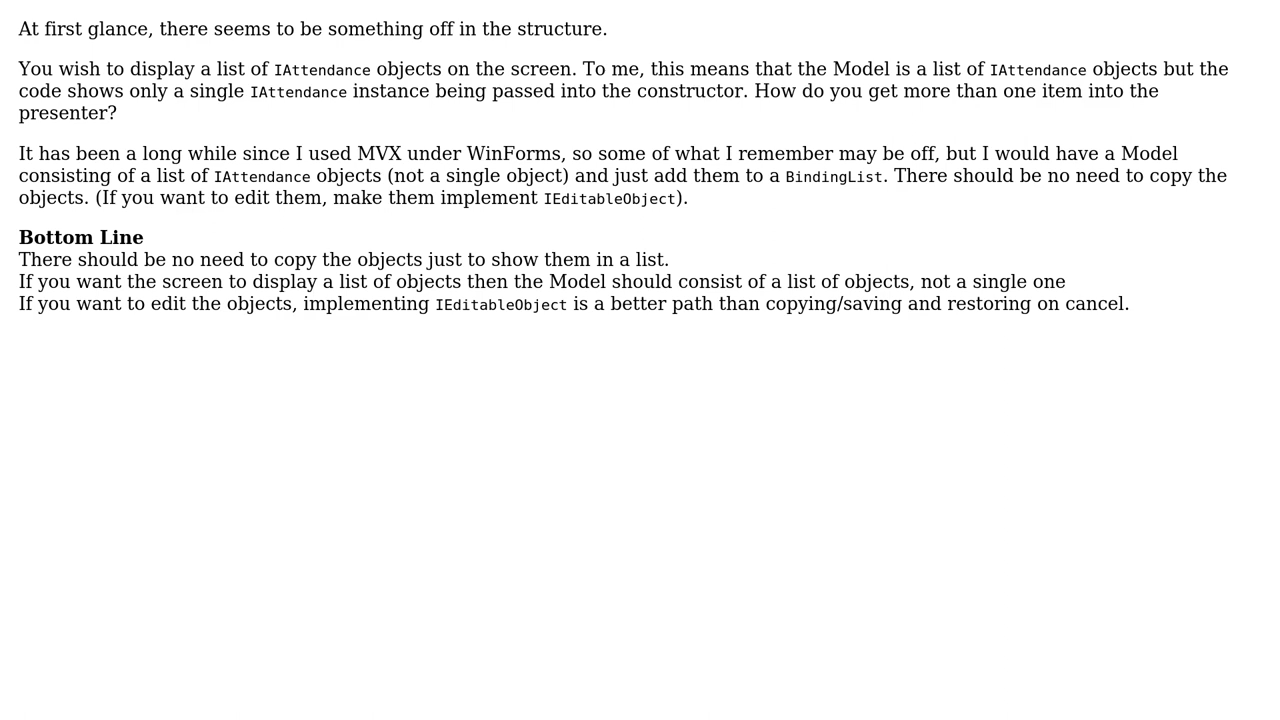 At first glance, there seems to be something off in the structure.
You wish to display a list of IAttendance objects on the screen. To me, this means that the Model is a list of IAttendance objects but the
code shows only a single IAttendance instance being passed into the constructor. How do you get more than one item into the
presenter?
It has been a long while since I used MVX under WinForms, so some of what I remember may be off, but I would have a Model
consisting of a list of IAttendance objects (not a single object) and just add them to a BindingList. There should be no need to copy the
objects. (If you want to edit them, make them implement IEditableObject).
Bottom Line
There should be no need to copy the objects just to show them in a list.
If you want the screen to display a list of objects then the Model should consist of a list of objects, not a single one
If you want to edit the objects, implementing IEditableObject is a better path than copying/saving and restoring on cancel.